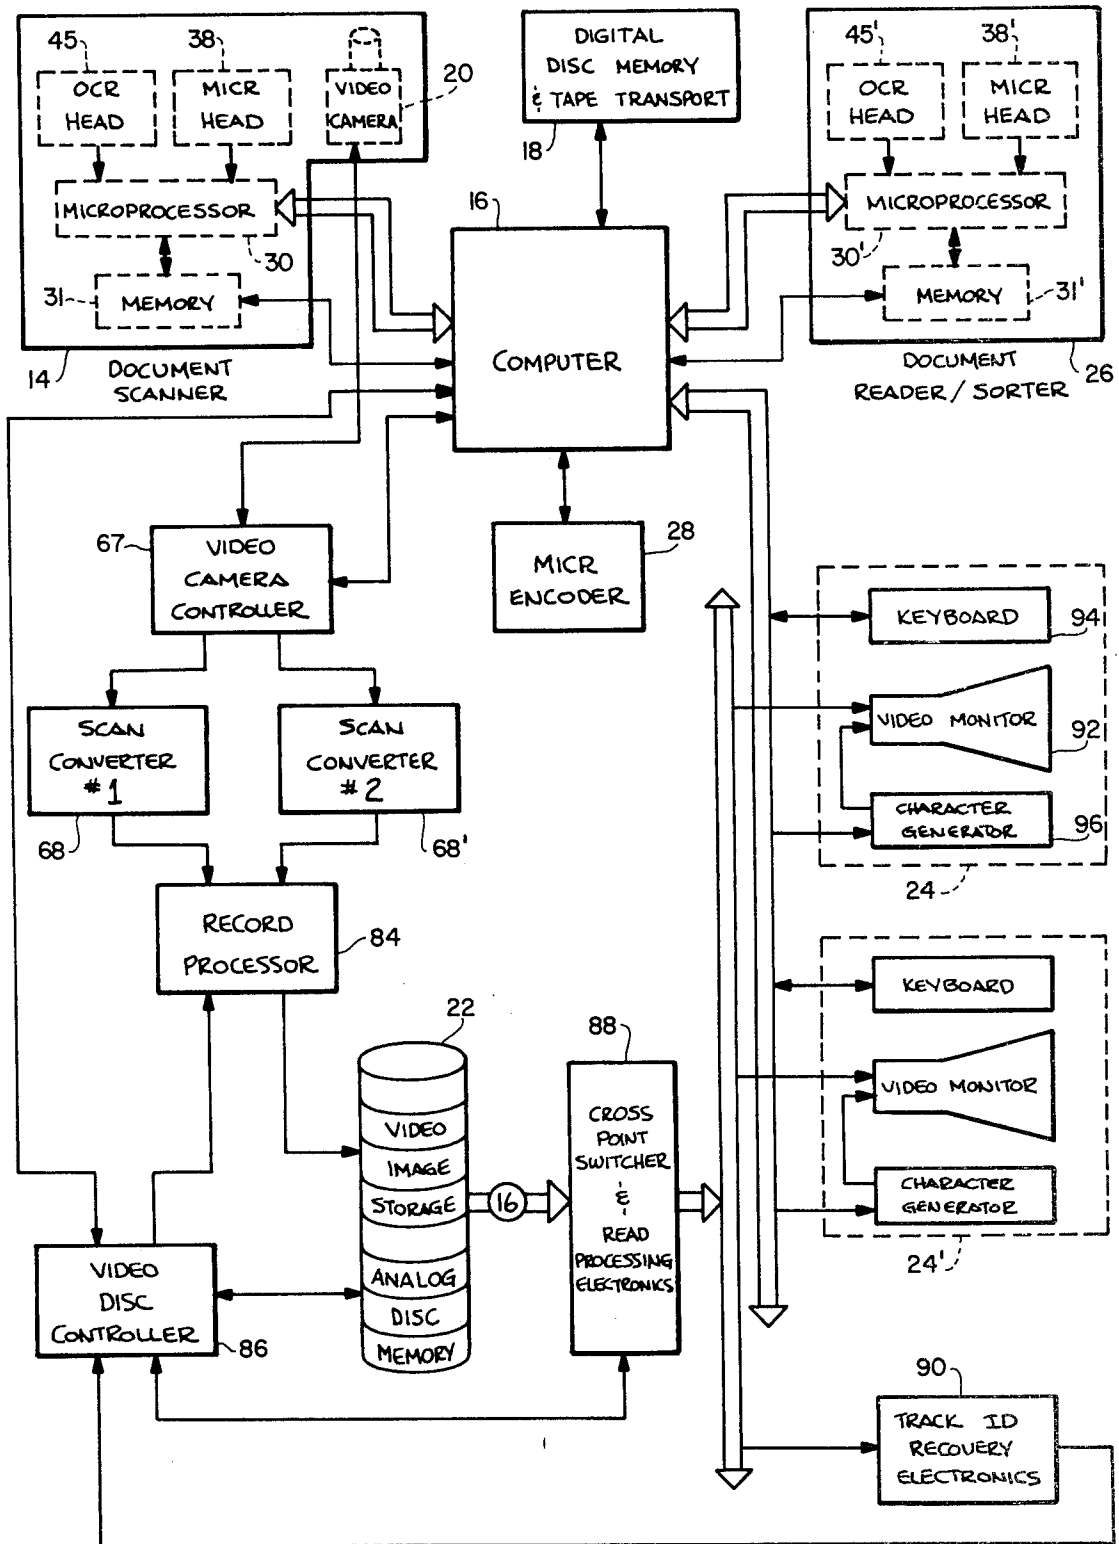 45
38
OCR
HEAD
MICR
HEAD
VIDEO
CAMERA
20
MICROPROCESSOR
30
31
MEMORY
14
DOCUMENT
SCANNER
DIGITAL
DISC MEMORY
& TAPE TRANSPORT
18
16
COMPUTER
45'
38'
OCR
HEAD
MICR
HEAD
MICROPROCESSOR
30'
MEMORY
31'
DOCUMENT
READER/SORTER
26
67
VIDEO
CAMERA
CONTROLLER
MICR
ENCODER
28
SCAN
CONVERTER
#1
68
SCAN
CONVERTER
#2
68'
RECORD
PROCESSOR
84
KEYBOARD
94
VIDEO MONITOR
92
CHARACTER
GENERATOR
96
24
KEYBOARD
VIDEO MONITOR
CHARACTER
GENERATOR
24'
22
VIDEO
IMAGE
STORAGE
ANALOG
DISC
MEMORY
16
88
CROSS
POINT
SWITCHER
&
READ
PROCESSING
ELECTRONICS
VIDEO
DISC
CONTROLLER
86
90
TRACK ID
RECOVERY
ELECTRONICS